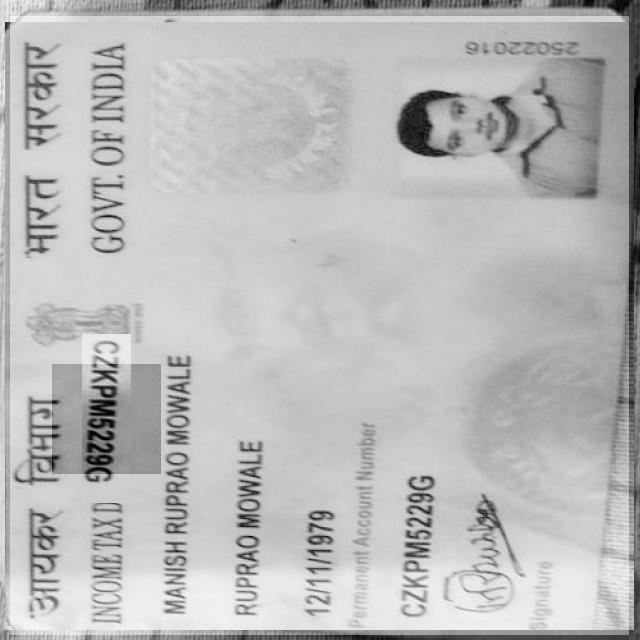 आयकर विभाग
भारत सरकार
INCOME TAX D
GOVT. OF INDIA
CZKPM5229G
MANISH RUPRAO MOWALE
RUPRAO MOWALE
12/11/1979
Permanent Account Number
CZKPM5229G
Signature
25022016